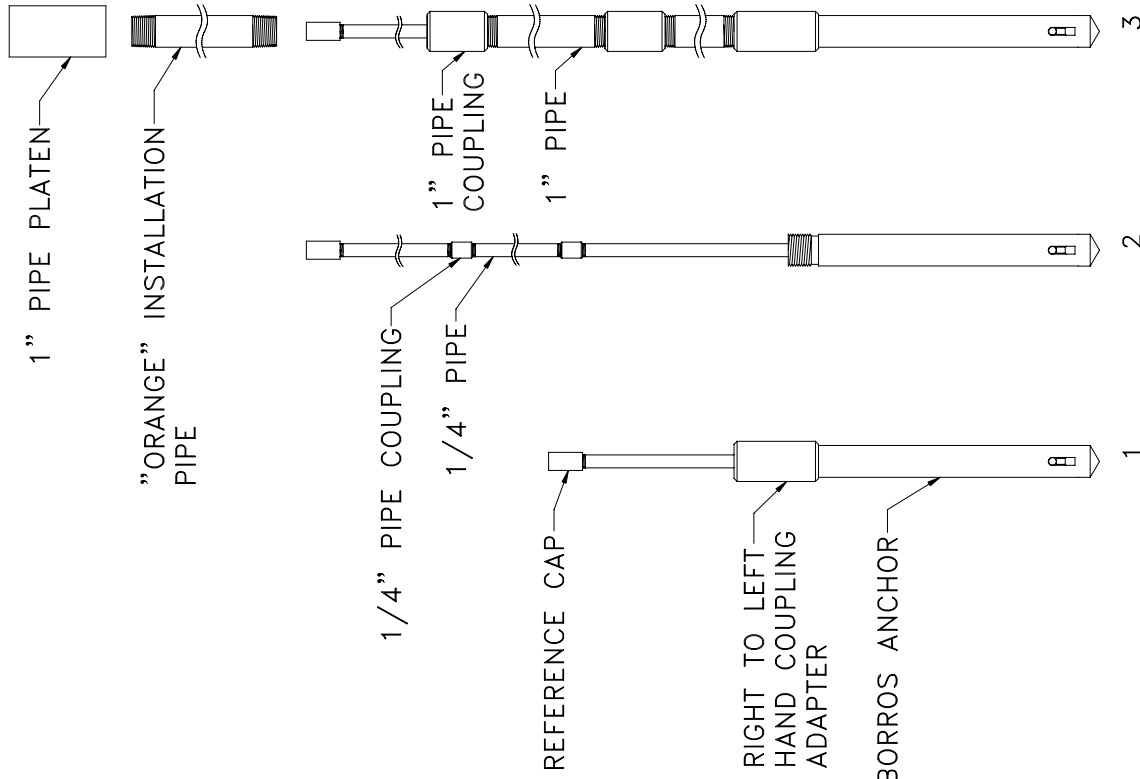 1” PIPE PLATEN
”ORANGE” INSTALLATION
PIPE
1” PIPE
COUPLING
1” PIPE
3
1/4” PIPE COUPLING
1/4” PIPE
2
REFERENCE CAP
RIGHT TO LEFT
HAND COUPLING
ADAPTER
BORROS ANCHOR
1